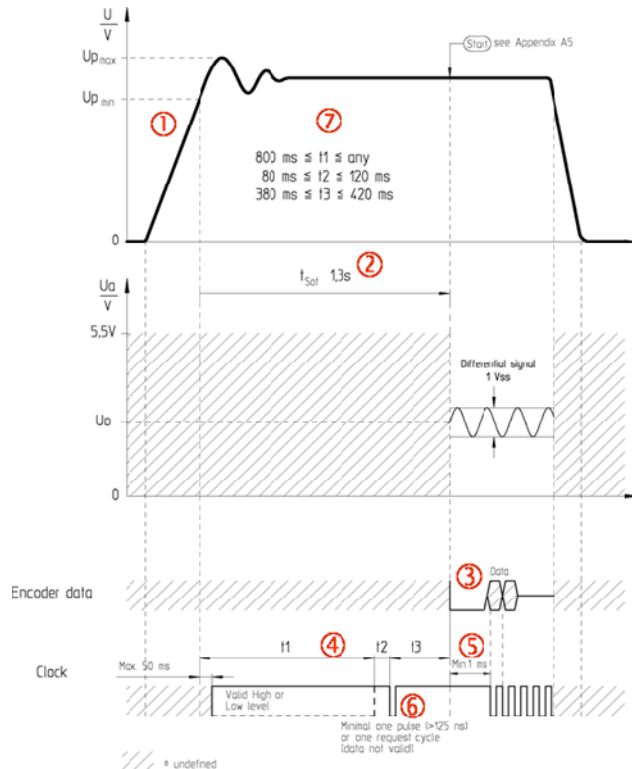 U
V
Up max
Start see Appendix A5
Up min
①
⑦
800 ms ≤ t1 ≤ any
80 ms ≤ t2 ≤ 120 ms
380 ms ≤ t3 ≤ 420 ms
0
②
tSot 1,3s
Ua
V
5,5V
Differential signal
1 Vss
Uo
0
③ Data
Encoder data
t1 ④ t2 t3 ⑤
Clock
Max. 50 ms
Min.1 ms
Valid High or
Low level
⑥
Minimal one pulse (>125 ns)
or one request cycle
(data not valid)
≙ undefined